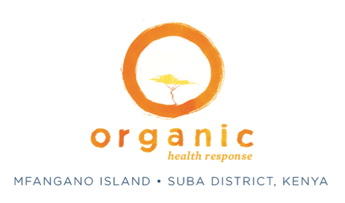 organic
health response
MFANGANO ISLAND • SUBA DISTRICT, KENYA